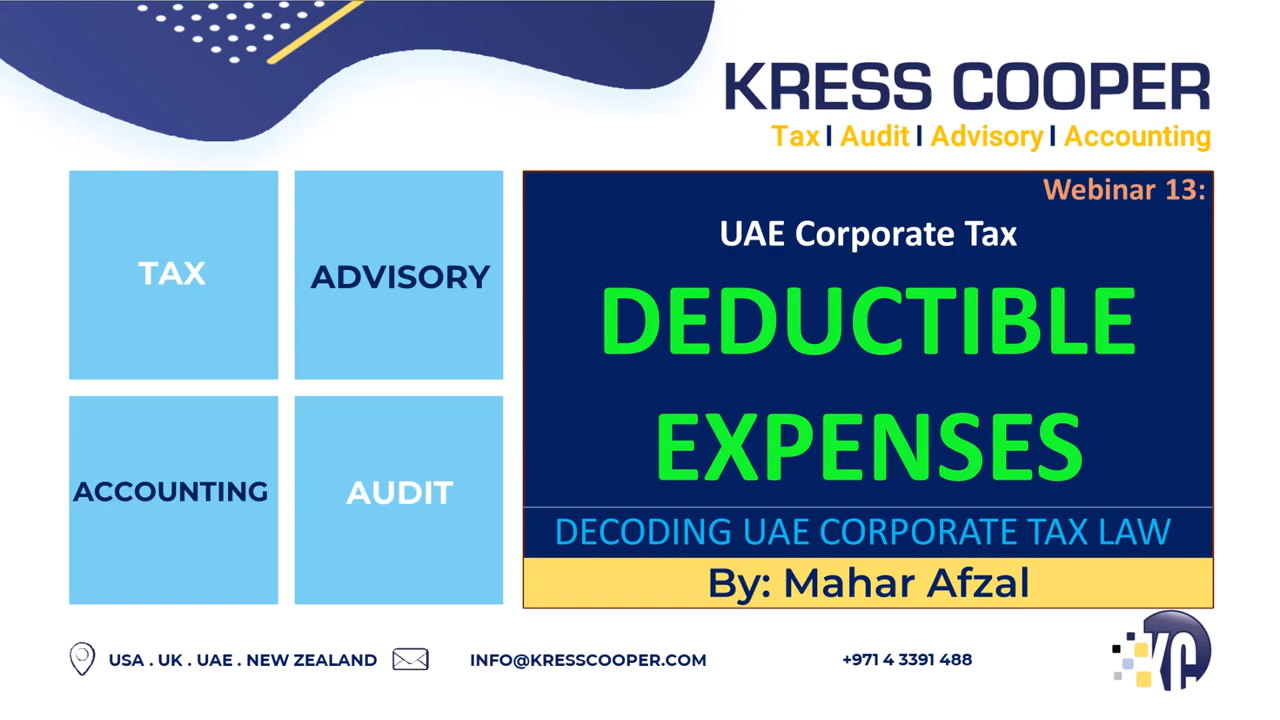 KRESS COOPER
Tax I Audit I Advisory I Accounting
TAX
ADVISORY
ACCOUNTING
AUDIT
Webinar 13:
UAE Corporate Tax
DEDUCTIBLE
EXPENSES
DECODING UAE CORPORATE TAX LAW
By: Mahar Afzal
USA . UK . UAE . NEW ZEALAND
INFO@KRESSCOOPER.COM
+971 4 3391 488
KC